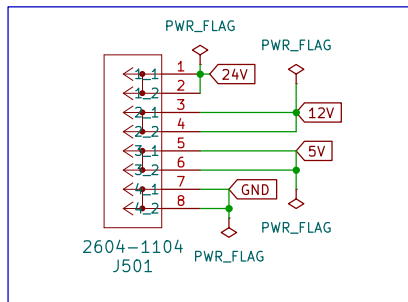 PWR_FLAG
PWR_FLAG
1_1 1 24V
1_2 2
2_1 3 12V
2_2 4
3_1 5 5V
3_2 6
4_1 7 GND
4_2 8
PWR_FLAG
2604-1104
PWR_FLAG
J501